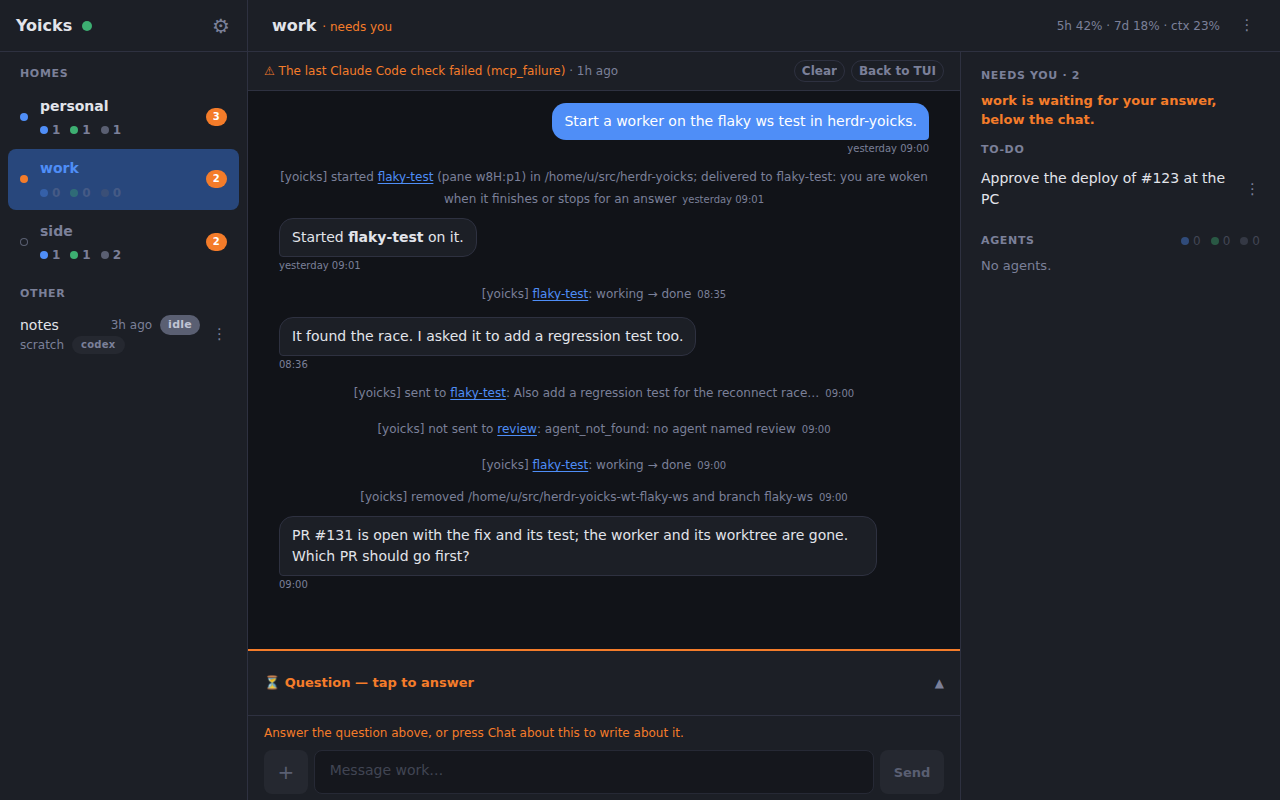 Yoicks
⚙
HOMES
personal
1 1 1
3
work
0 0 0
2
side
1 1 2
2
OTHER
notes 3h ago idle
scratch codex
⋮
work · needs you
5h 42% · 7d 18% · ctx 23%
⋮
⚠ The last Claude Code check failed (mcp_failure) · 1h ago
Clear
Back to TUI
Start a worker on the flaky ws test in herdr-yoicks.
yesterday 09:00
[yoicks] started flaky-test (pane w8H:p1) in /home/u/src/herdr-yoicks; delivered to flaky-test: you are woken
when it finishes or stops for an answer yesterday 09:01
Started flaky-test on it.
yesterday 09:01
[yoicks] flaky-test: working → done 08:35
It found the race. I asked it to add a regression test too.
08:36
[yoicks] sent to flaky-test: Also add a regression test for the reconnect race… 09:00
[yoicks] not sent to review: agent_not_found: no agent named review 09:00
[yoicks] flaky-test: working → done 09:00
[yoicks] removed /home/u/src/herdr-yoicks-wt-flaky-ws and branch flaky-ws 09:00
PR #131 is open with the fix and its test; the worker and its worktree are gone.
Which PR should go first?
09:00
⏳ Question — tap to answer ▲
Answer the question above, or press Chat about this to write about it.
+
Message work…
Send
NEEDS YOU · 2
work is waiting for your answer,
below the chat.
TO-DO
Approve the deploy of #123 at the
PC
⋮
AGENTS 0 0 0
No agents.